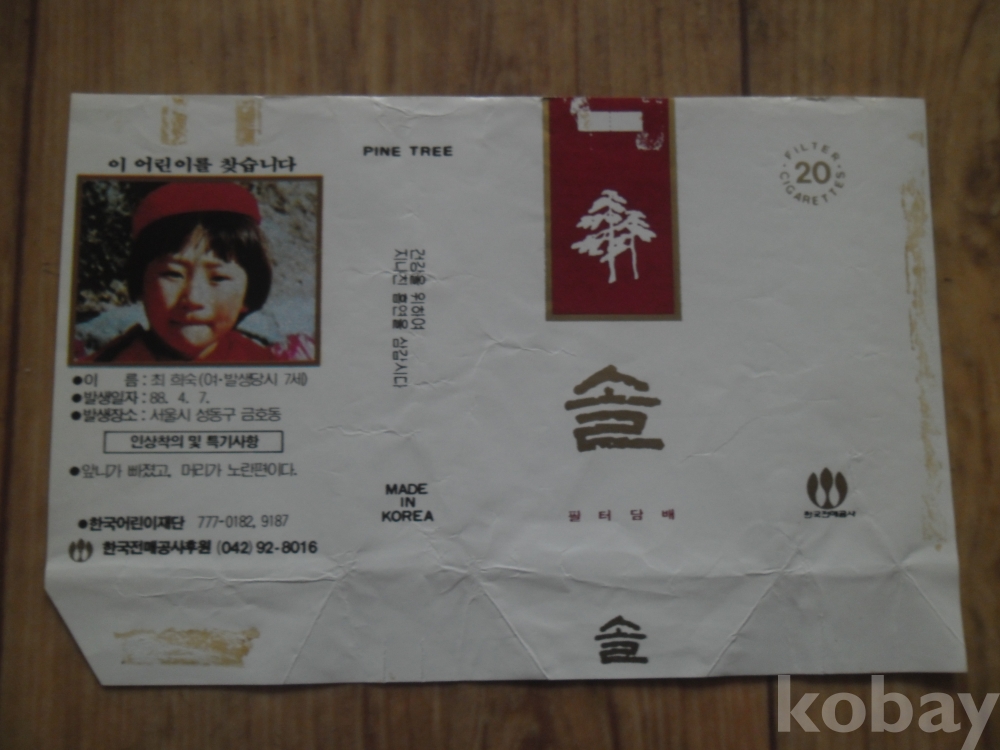 이 어린이를 찾습니다
●이 름 : 최 희숙(여·발생당시 7세)
●발생일자 : 88. 4. 7.
●발생장소 : 서울시 성동구 금호동
인상착의 및 특기사항
●앞니가 빠졌고, 머리가 노란편이다.
●한국어린이재단 777-0182, 9187
한국전매공사후원 (042) 92-8016
PINE TREE
건강을 위하여
지나친 흡연을 삼갑시다
MADE
IN
KOREA
솔
필터담배
솔
·FILTER·
20
CIGARETTES
한국전매공사
kobay